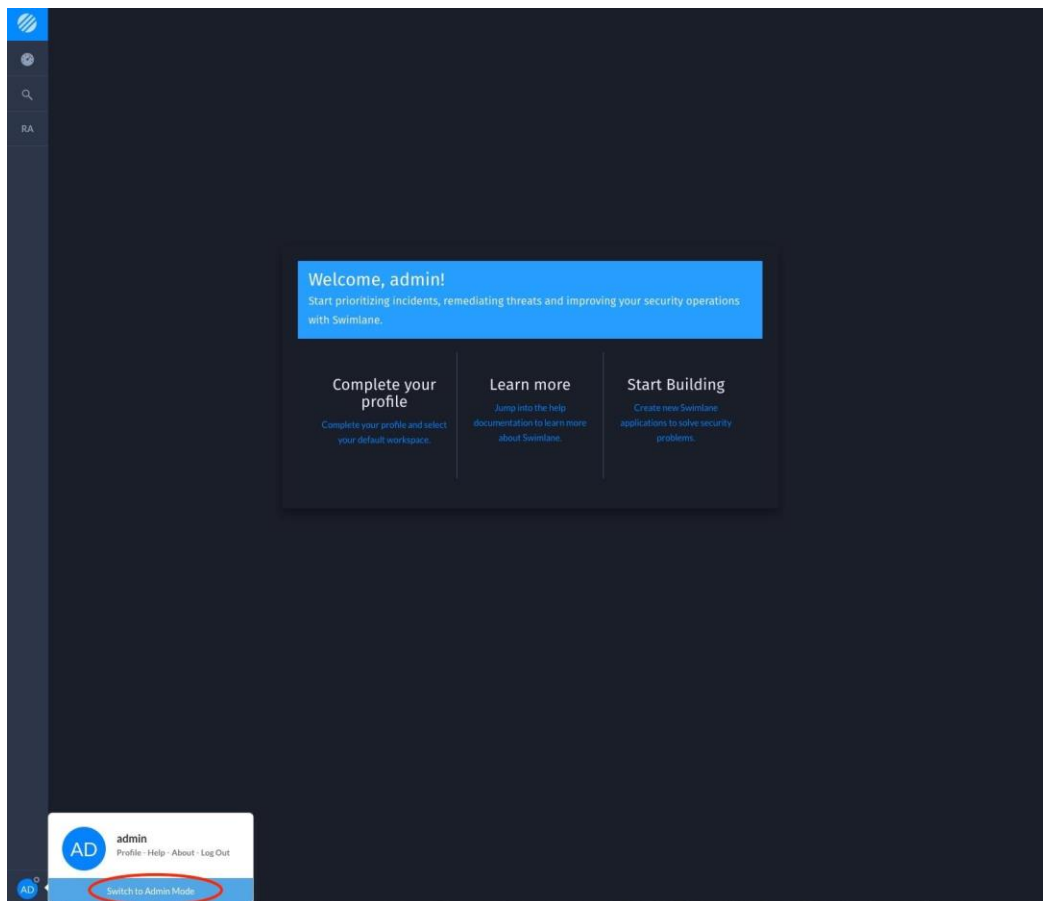 RA
Welcome, admin!
Start prioritizing incidents, remediating threats and improving your security operations
with Swimlane.
Complete your
profile
Complete your profile and select
your default workspace.
Learn more
Jump into the help
documentation to learn more
about Swimlane.
Start Building
Create new Swimlane
applications to solve security
problems.
AD
admin
Profile - Help - About - Log Out
Switch to Admin Mode
AD